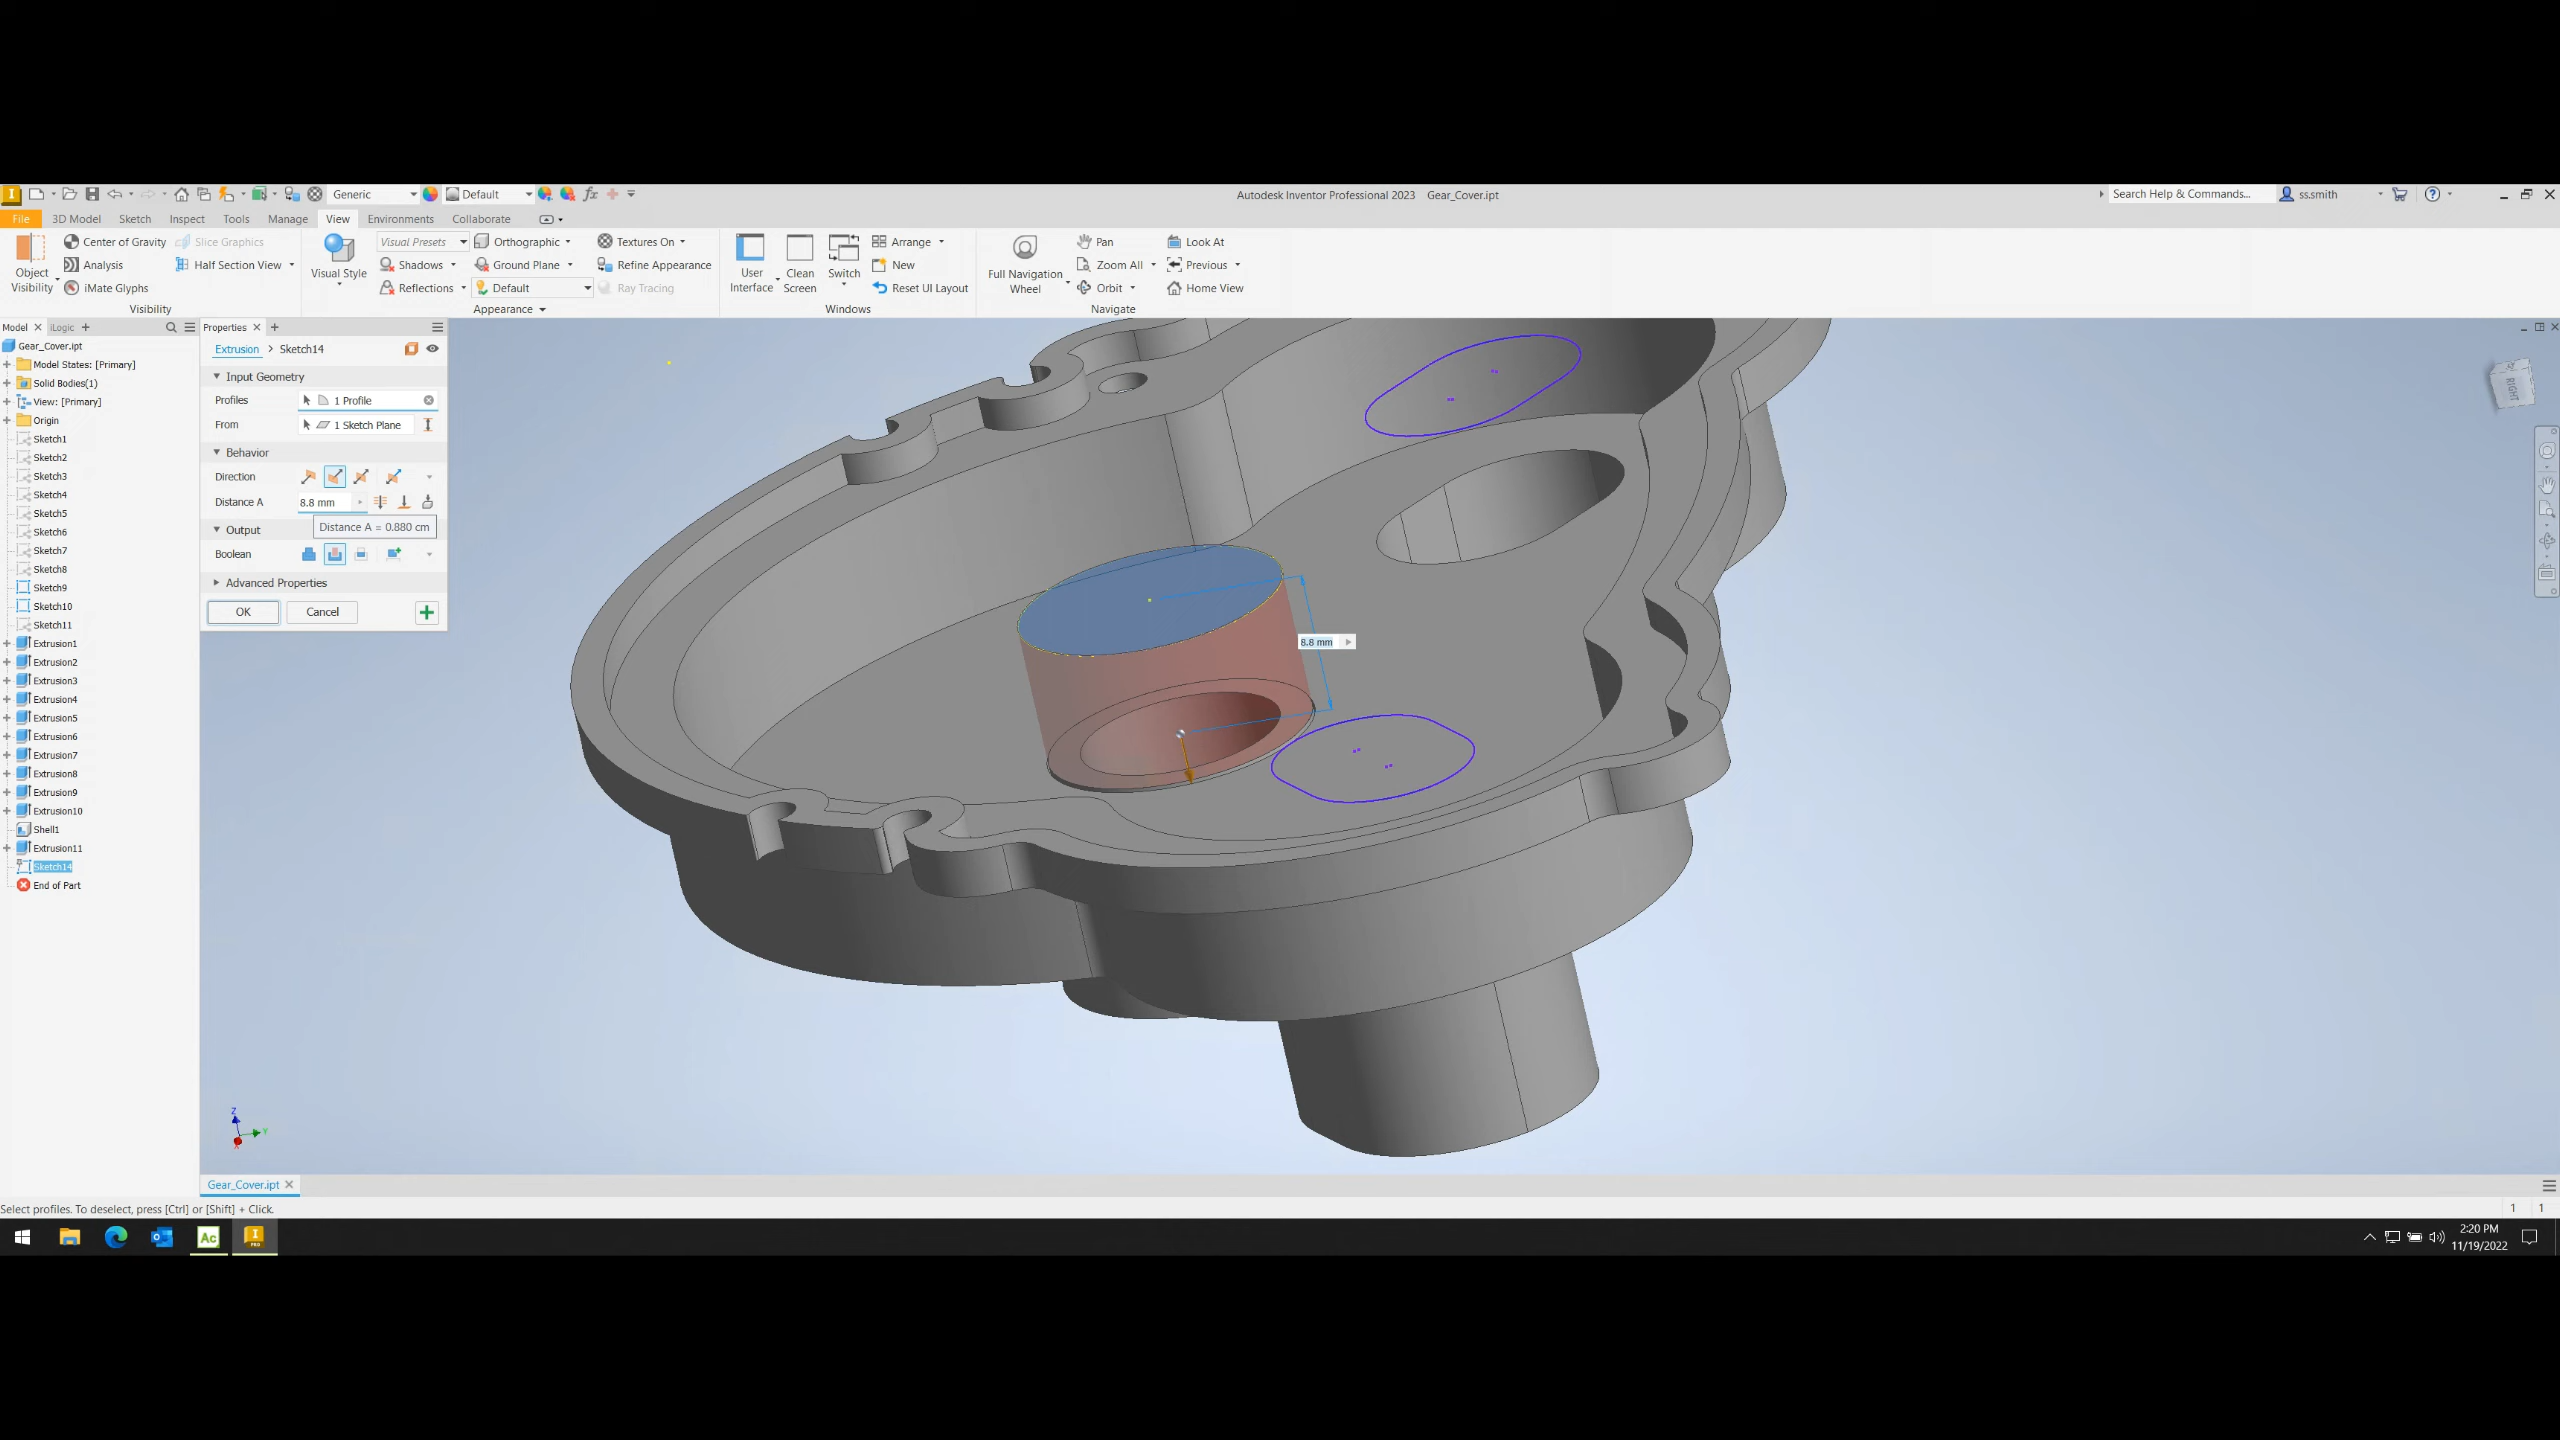 Generic
Default
fx
Autodesk Inventor Professional 2023 Gear_Cover.ipt
Search Help & Commands...
ss.smith
File 3D Model Sketch Inspect Tools Manage View Environments Collaborate
Object Visibility
Center of Gravity
Analysis
iMate Glyphs
Slice Graphics
Half Section View
Visibility
Visual Style
Visual Presets
Shadows
Reflections
Orthographic
Ground Plane
Default
Textures On
Refine Appearance
Ray Tracing
Appearance
User Interface
Clean Screen
Switch
Arrange
New
Reset UI Layout
Windows
Full Navigation Wheel
Pan
Zoom All
Orbit
Look At
Previous
Home View
Navigate
Model
iLogic
Gear_Cover.ipt
Model States: [Primary]
Solid Bodies(1)
View: [Primary]
Origin
Sketch1
Sketch2
Sketch3
Sketch4
Sketch5
Sketch6
Sketch7
Sketch8
Sketch9
Sketch10
Sketch11
Extrusion1
Extrusion2
Extrusion3
Extrusion4
Extrusion5
Extrusion6
Extrusion7
Extrusion8
Extrusion9
Extrusion10
Shell1
Extrusion11
Sketch14
End of Part
Properties
Extrusion > Sketch14
Input Geometry
Profiles 1 Profile
From 1 Sketch Plane
Behavior
Direction
Distance A 8.8 mm
Distance A = 0.880 cm
Output
Boolean
Advanced Properties
OK Cancel
8.8 mm
RIGHT
Z
Y
X
Gear_Cover.ipt
Select profiles. To deselect, press [Ctrl] or [Shift] + Click.
1 1
Ac
I
PRO
2:20 PM
11/19/2022